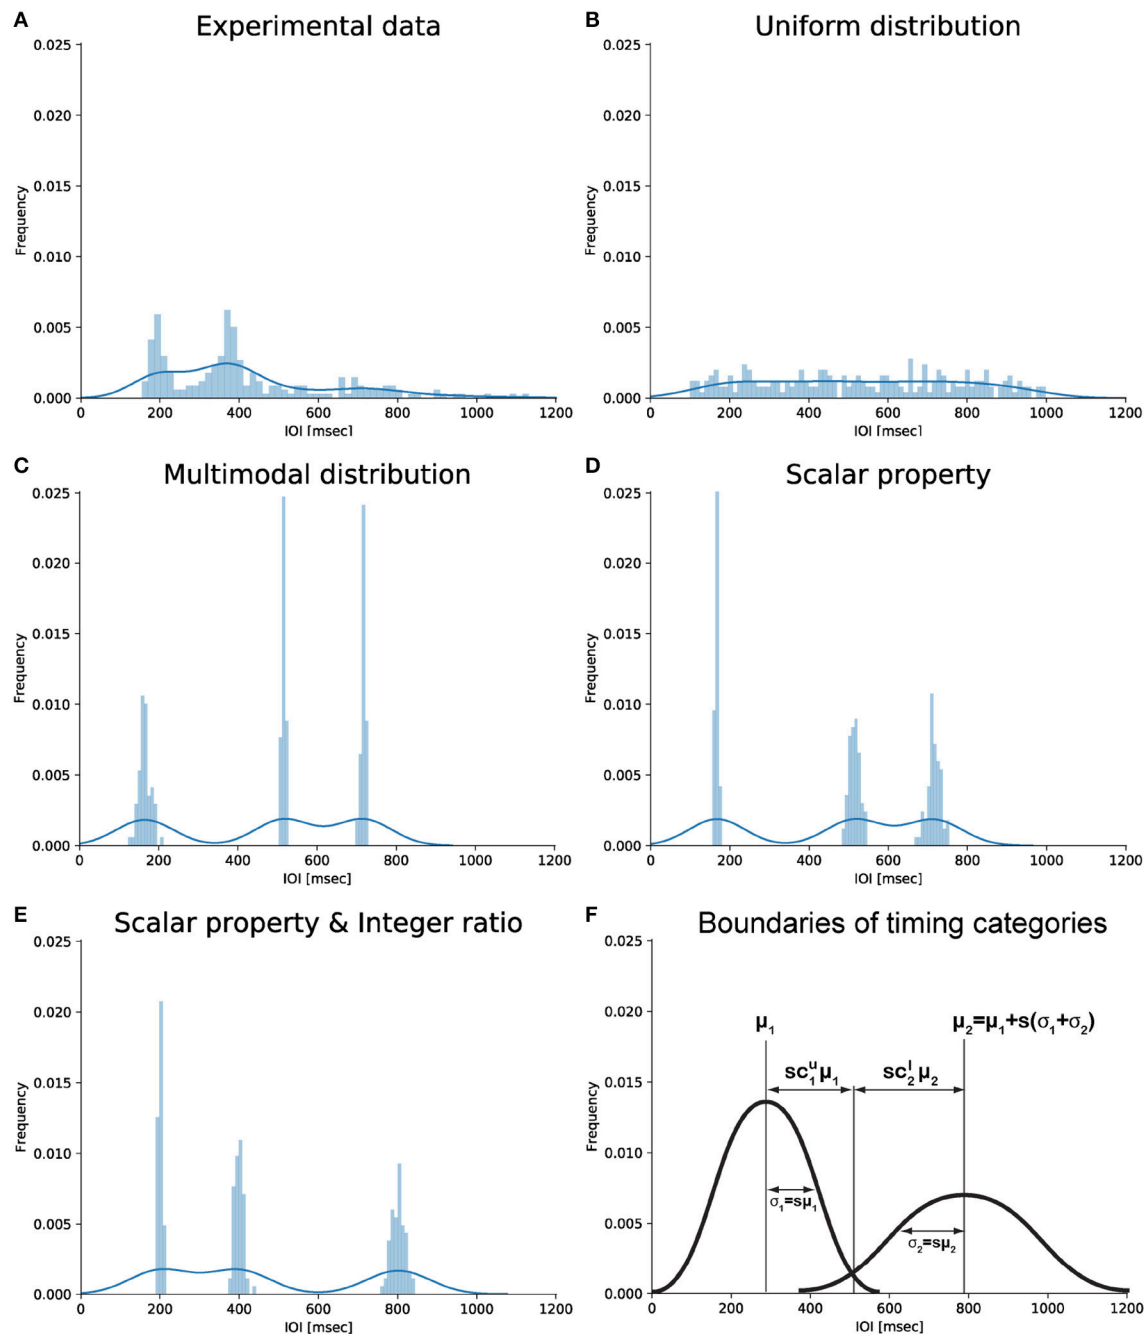 A
Experimental data
0.025
0.020
0.015
0.010
0.005
0.000
Frequency
0
200
400
600
800
1000
1200
IOI [msec]
B
Uniform distribution
0.025
0.020
0.015
0.010
0.005
0.000
Frequency
0
200
400
600
800
1000
1200
IOI [msec]
C
Multimodal distribution
0.025
0.020
0.015
0.010
0.005
0.000
Frequency
0
200
400
600
800
1000
1200
IOI [msec]
D
Scalar property
0.025
0.020
0.015
0.010
0.005
0.000
Frequency
0
200
400
600
800
1000
1200
IOI [msec]
E
Scalar property & Integer ratio
0.025
0.020
0.015
0.010
0.005
0.000
Frequency
0
200
400
600
800
1000
1200
IOI [msec]
F
Boundaries of timing categories
0.025
0.020
0.015
0.010
0.005
0.000
Frequency
μ₁
μ₂=μ₁+s(σ₁+σ₂)
sc₁ᵘμ₁
sc₂ˡμ₂
σ₁=sμ₁
σ₂=sμ₂
0
200
400
600
800
1000
1200
IOI [msec]